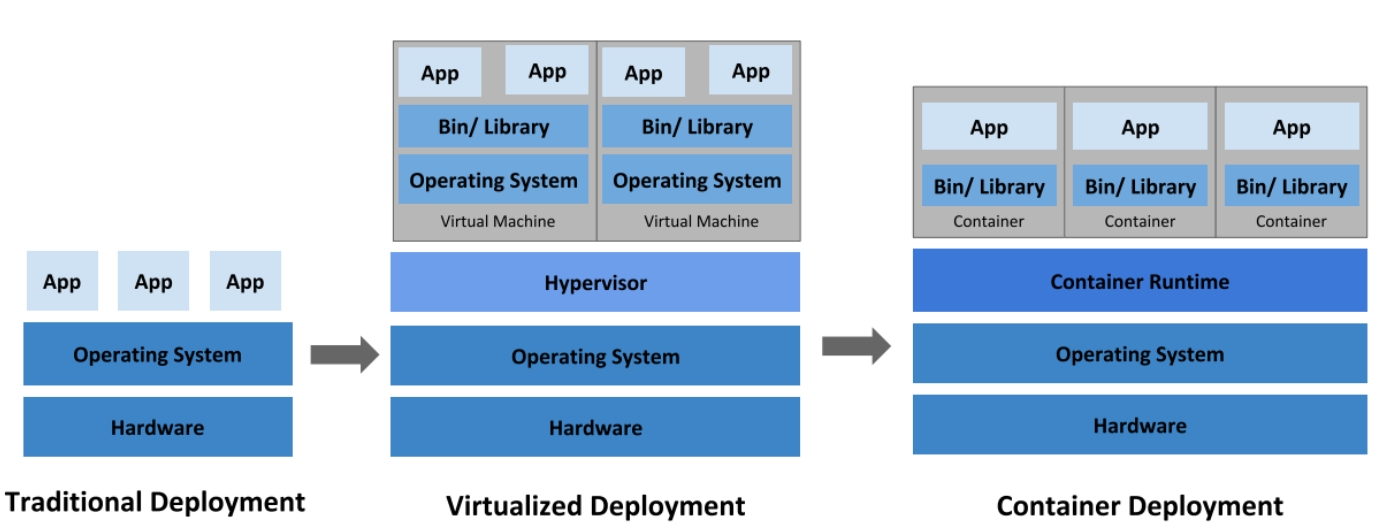 App App App
Operating System
Hardware
Traditional Deployment
App App App App
Bin/ Library Bin/ Library
Operating System Operating System
Virtual Machine Virtual Machine
Hypervisor
Operating System
Hardware
Virtualized Deployment
App App App
Bin/ Library Bin/ Library Bin/ Library
Container Container Container
Container Runtime
Operating System
Hardware
Container Deployment